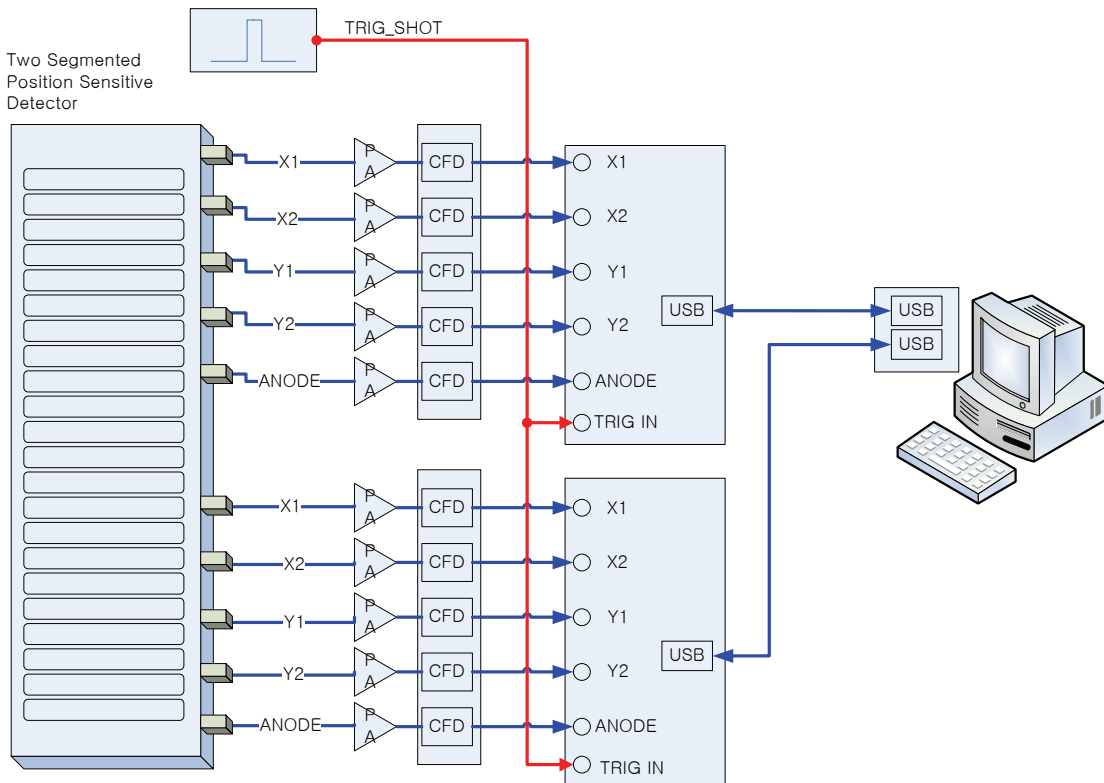 TRIG_SHOT
Two Segmented
Position Sensitive
Detector
X1 P A CFD X1
X2 P A CFD X2
Y1 P A CFD Y1
USB USB
Y2 P A CFD Y2
USB
ANODE P A CFD ANODE
TRIG IN
X1 P A CFD X1
X2 P A CFD X2
Y1 P A CFD Y1
USB
Y2 P A CFD Y2
ANODE P A CFD ANODE
TRIG IN